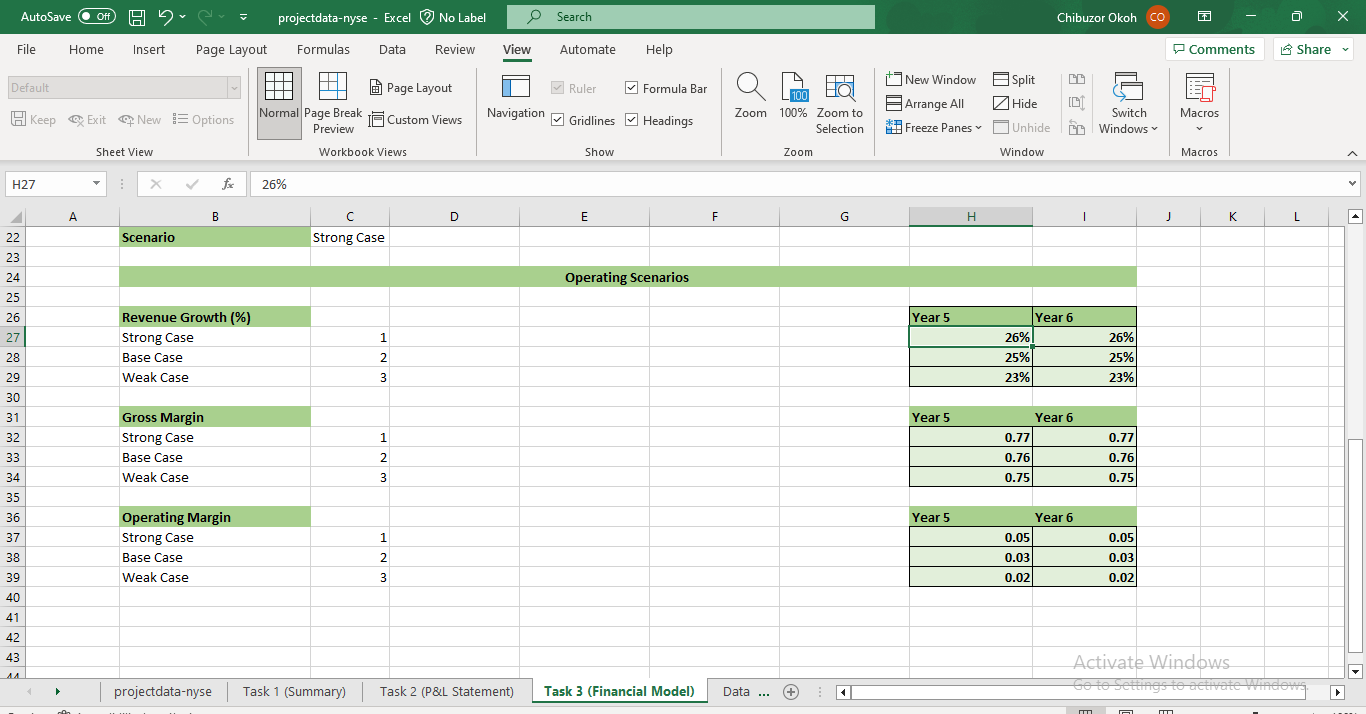 AutoSave Off projectdata-nyse - Excel No Label Search Chibuzor Okoh CO
File Home Insert Page Layout Formulas Data Review View Automate Help Comments Share
Default
Keep Exit New Options
Sheet View
Normal Page Break Preview Page Layout Custom Views
Workbook Views
Navigation Ruler Formula Bar
Gridlines Headings
Show
Zoom 100 100% Zoom to Selection
Zoom
New Window Split
Arrange All Hide
Freeze Panes Unhide
Switch Windows
Window
Macros
Macros
H27 fx 26%
A B C D E F G H I J K L
22 Scenario Strong Case
23
24 Operating Scenarios
25
26 Revenue Growth (%) Year 5 Year 6
27 Strong Case 1 26% 26%
28 Base Case 2 25% 25%
29 Weak Case 3 23% 23%
30
31 Gross Margin Year 5 Year 6
32 Strong Case 1 0.77 0.77
33 Base Case 2 0.76 0.76
34 Weak Case 3 0.75 0.75
35
36 Operating Margin Year 5 Year 6
37 Strong Case 1 0.05 0.05
38 Base Case 2 0.03 0.03
39 Weak Case 3 0.02 0.02
40
41
42
43
44
Activate Windows
Go to Settings to activate Windows.
projectdata-nyse Task 1 (Summary) Task 2 (P&L Statement) Task 3 (Financial Model) Data ...